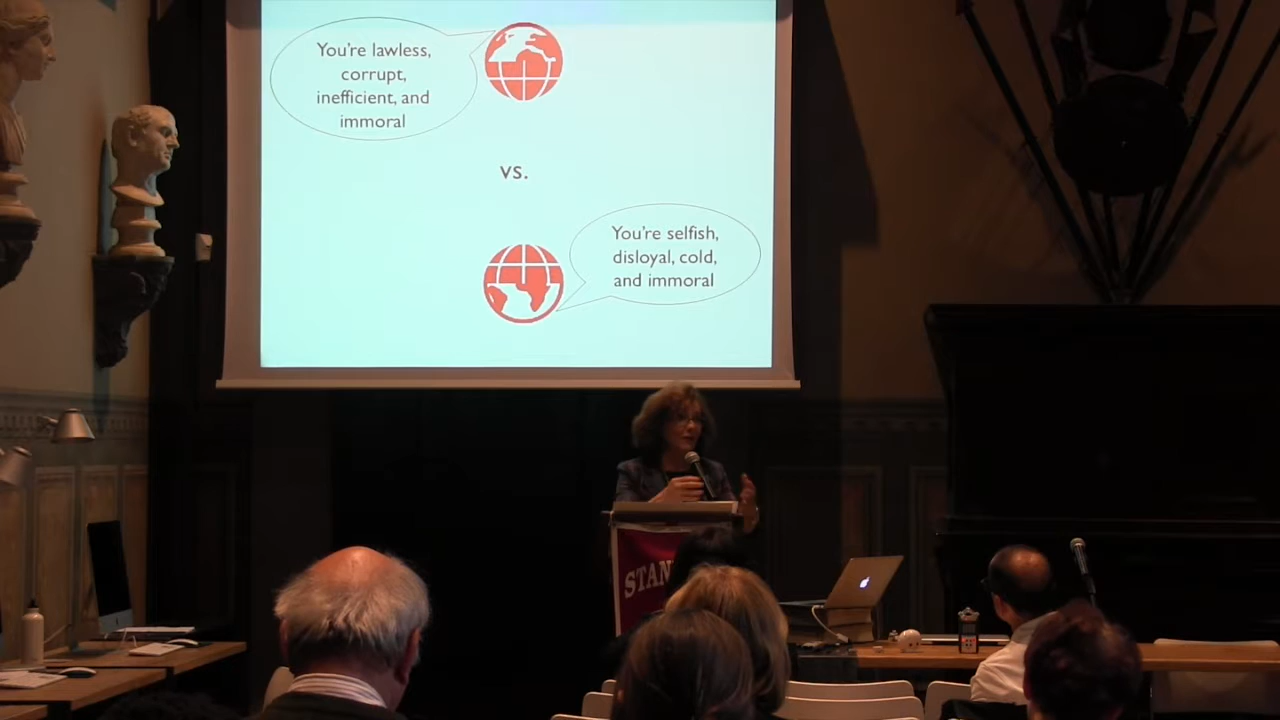 You're lawless,
corrupt,
inefficient, and
immoral
vs.
You're selfish,
disloyal, cold,
and immoral
STAN